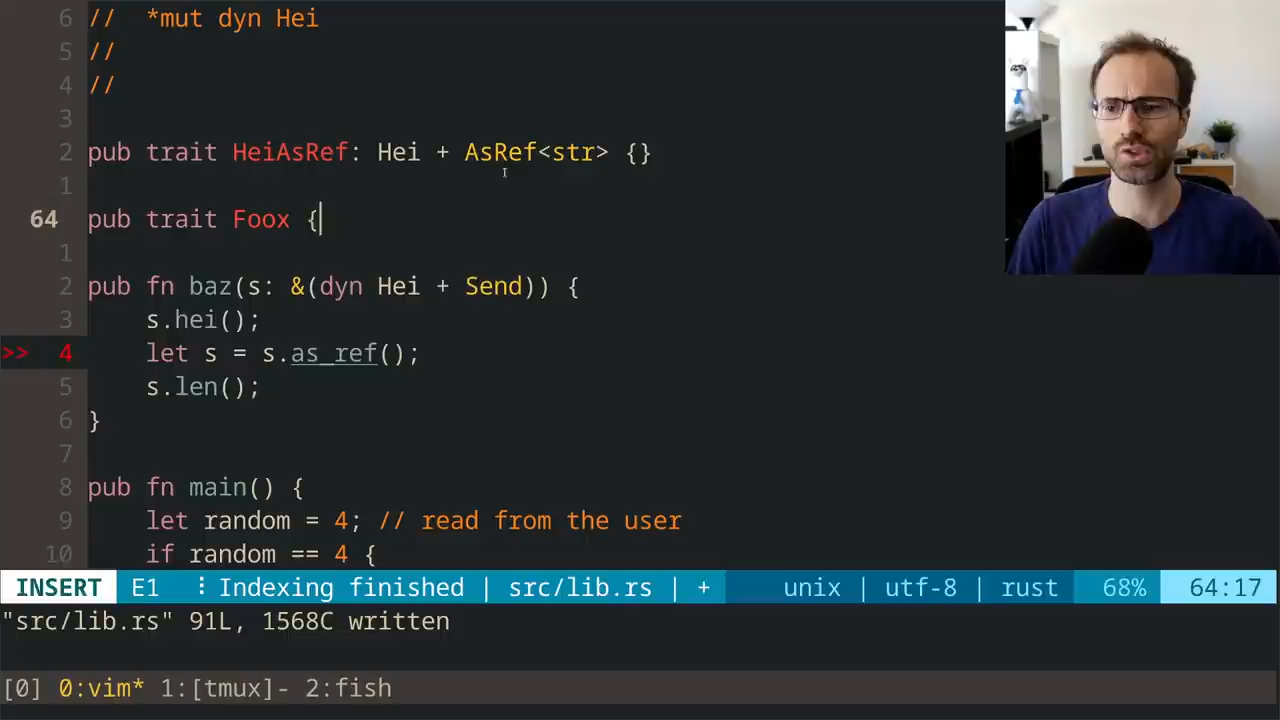 6 //  *mut dyn Hei
5 //
4 //
3
2 pub trait HeiAsRef: Hei + AsRef<str> {}
1
64 pub trait Foox {
1
2 pub fn baz(s: &(dyn Hei + Send)) {
3     s.hei();
>> 4     let s = s.as_ref();
5     s.len();
6 }
7
8 pub fn main() {
9     let random = 4; // read from the user
10     if random == 4 {
INSERT E1 ⠸ Indexing finished | src/lib.rs | + unix | utf-8 | rust 68% 64:17
"src/lib.rs" 91L, 1568C written
[0] 0:vim* 1:[tmux]- 2:fish